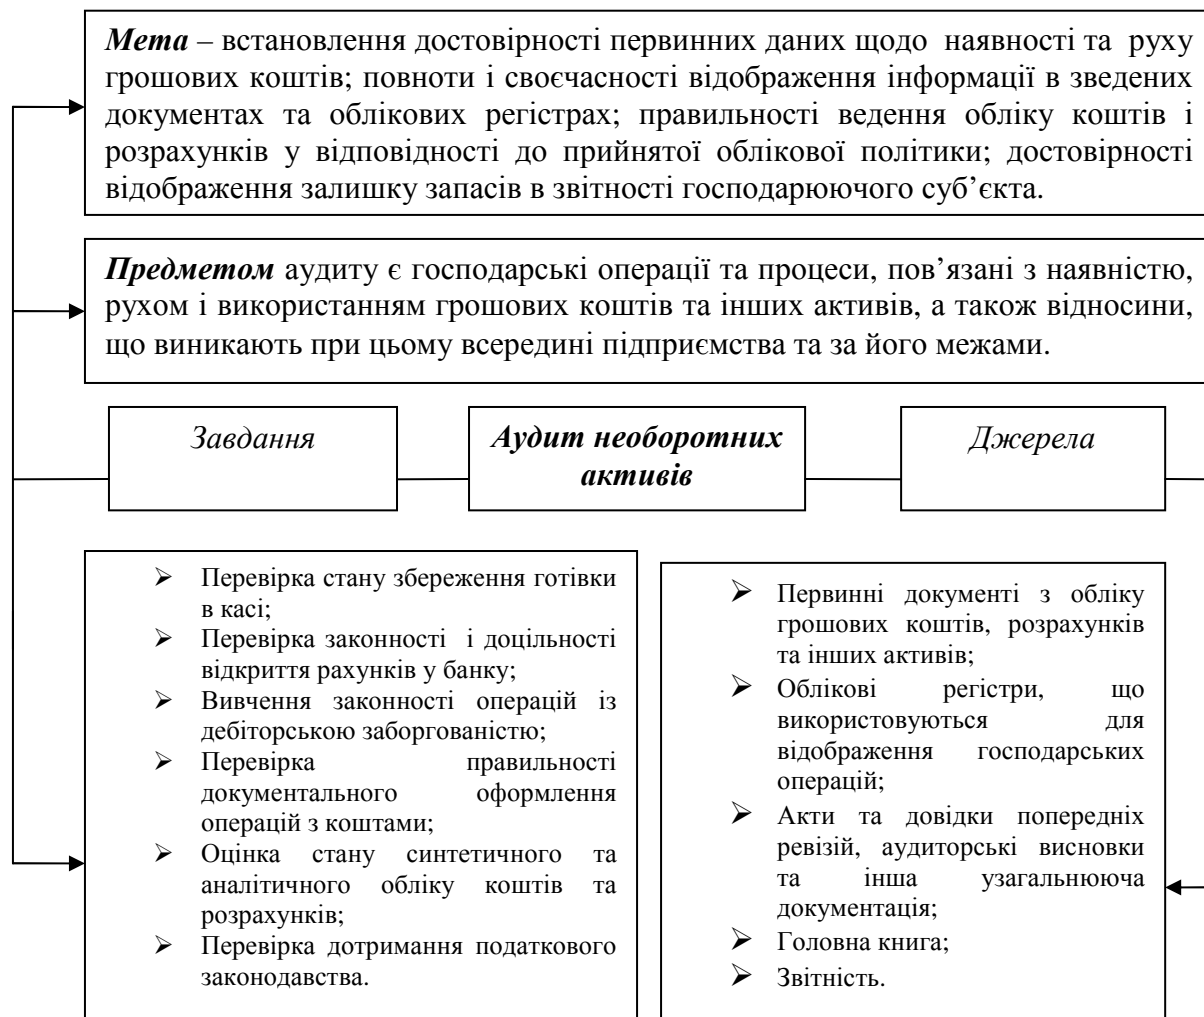 Мета – встановлення достовірності первинних даних щодо наявності та руху
грошових коштів; повноти і своєчасності відображення інформації в зведених
документах та облікових регістрах; правильності ведення обліку коштів і
розрахунків у відповідності до прийнятої облікової політики; достовірності
відображення залишку запасів в звітності господарюючого суб’єкта.
Предметом аудиту є господарські операції та процеси, пов’язані з наявністю,
рухом і використанням грошових коштів та інших активів, а також відносини,
що виникають при цьому всередині підприємства та за його межами.
Завдання
Аудит необоротних
активів
Джерела
➢ Перевірка стану збереження готівки
в касі;
➢ Перевірка законності і доцільності
відкриття рахунків у банку;
➢ Вивчення законності операцій із
дебіторською заборгованістю;
➢ Перевірка правильності
документального оформлення
операцій з коштами;
➢ Оцінка стану синтетичного та
аналітичного обліку коштів та
розрахунків;
➢ Перевірка дотримання податкового
законодавства.
➢ Первинні документі з обліку
грошових коштів, розрахунків
та інших активів;
➢ Облікові регістри, що
використовуються для
відображення господарських
операцій;
➢ Акти та довідки попередніх
ревізій, аудиторські висновки
та інша узагальнююча
документація;
➢ Головна книга;
➢ Звітність.